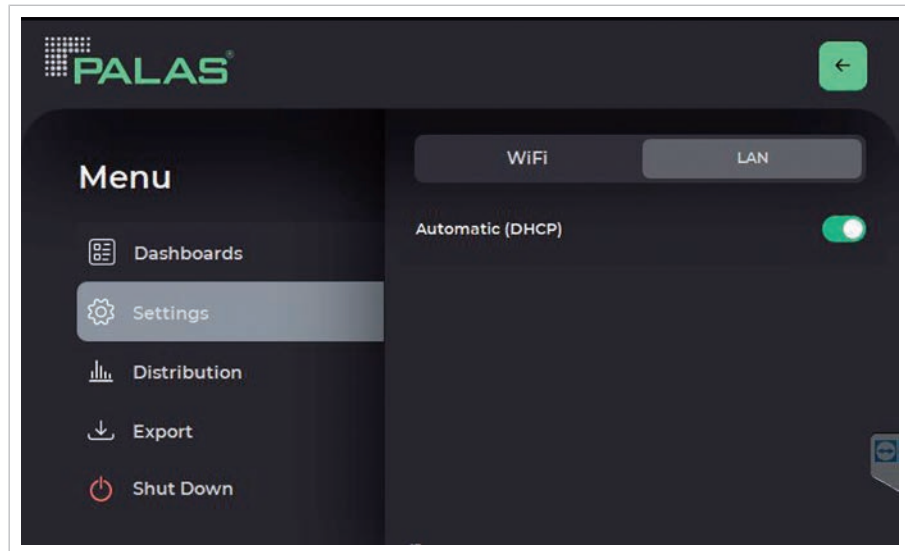 PALAS®
Menu
Dashboards
Settings
Distribution
Export
Shut Down
WiFi LAN
Automatic (DHCP)